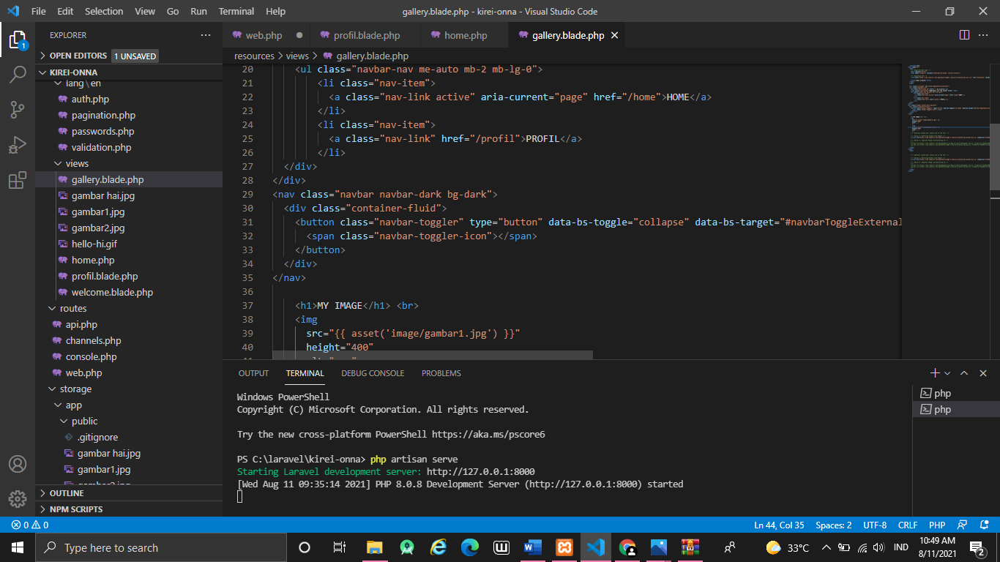 File Edit Selection View Go Run Terminal Help
gallery.blade.php - kirei-onna - Visual Studio Code
EXPLORER
OPEN EDITORS 1 UNSAVED
KIREI-ONNA
lang \ en
auth.php
pagination.php
passwords.php
validation.php
views
gallery.blade.php
gambar hai.jpg
gambar1.jpg
gambar2.jpg
hello-hi.gif
home.php
profil.blade.php
welcome.blade.php
routes
api.php
channels.php
console.php
web.php
storage
app
public
.gitignore
gambar hai.jpg
gambar1.jpg
OUTLINE
NPM SCRIPTS
1
web.php profil.blade.php home.php gallery.blade.php
resources > views > gallery.blade.php
20 <ul class="navbar-nav me-auto mb-2 mb-lg-0">
21 <li class="nav-item">
22 <a class="nav-link active" aria-current="page" href="/home">HOME</a>
23 </li>
24 <li class="nav-item">
25 <a class="nav-link" href="/profil">PROFIL</a>
26 </li>
27 </div>
28 </div>
29 <nav class="navbar navbar-dark bg-dark">
30 <div class="container-fluid">
31 <button class="navbar-toggler" type="button" data-bs-toggle="collapse" data-bs-target="#navbarToggleExternal
32 <span class="navbar-toggler-icon"></span>
33 </button>
34 </div>
35 </nav>
36
37 <h1>MY IMAGE</h1> <br>
38 <img
39 src="{{ asset('image/gambar1.jpg') }}"
40 height="400"
OUTPUT TERMINAL DEBUG CONSOLE PROBLEMS
Windows PowerShell
Copyright (C) Microsoft Corporation. All rights reserved.
Try the new cross-platform PowerShell https://aka.ms/pscore6
PS C:\laravel\kirei-onna> php artisan serve
Starting Laravel development server: http://127.0.0.1:8000
[Wed Aug 11 09:35:14 2021] PHP 8.0.8 Development Server (http://127.0.0.1:8000) started
php
php
0 0
Ln 44, Col 35 Spaces: 2 UTF-8 CRLF PHP
Type here to search
33°C IND 10:49 AM
8/11/2021
2